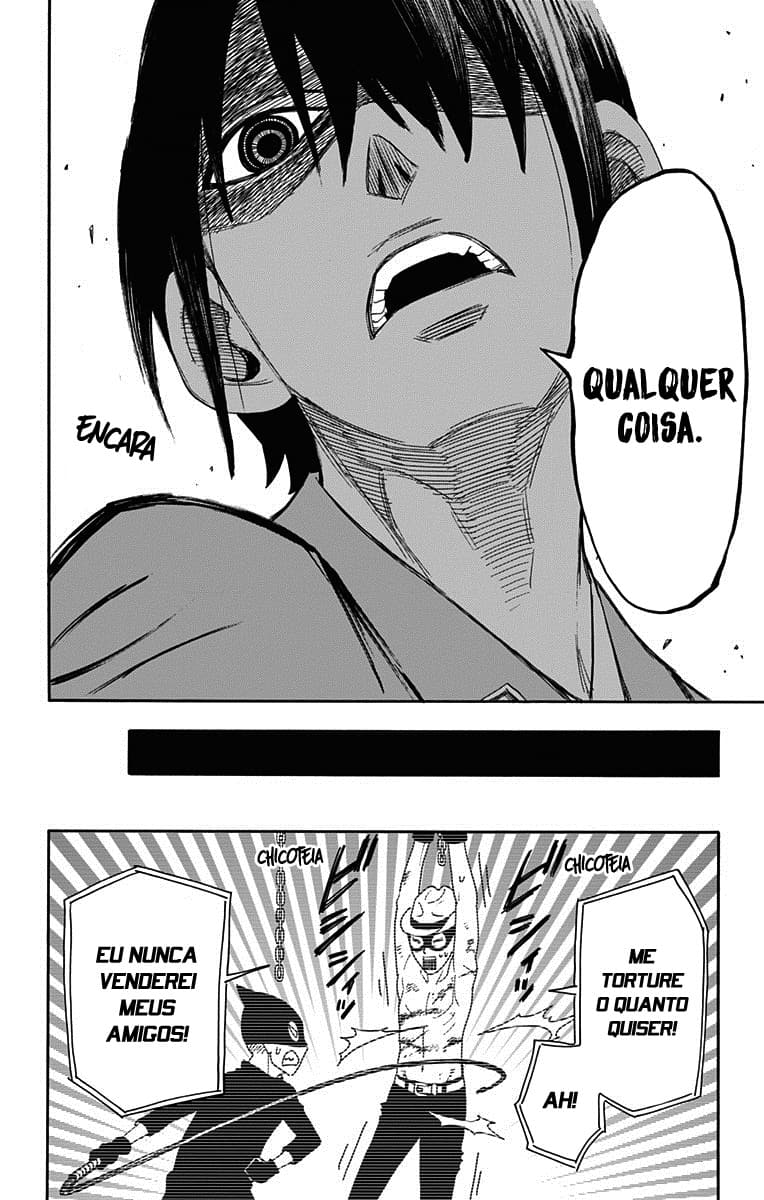 QUALQUER
COISA.
ENCARA
CHICOTEIA
CHICOTEIA
ME
TORTURE
O QUANTO
QUISER!
AH!
EU NUNCA
VENDEREI
MEUS
AMIGOS!